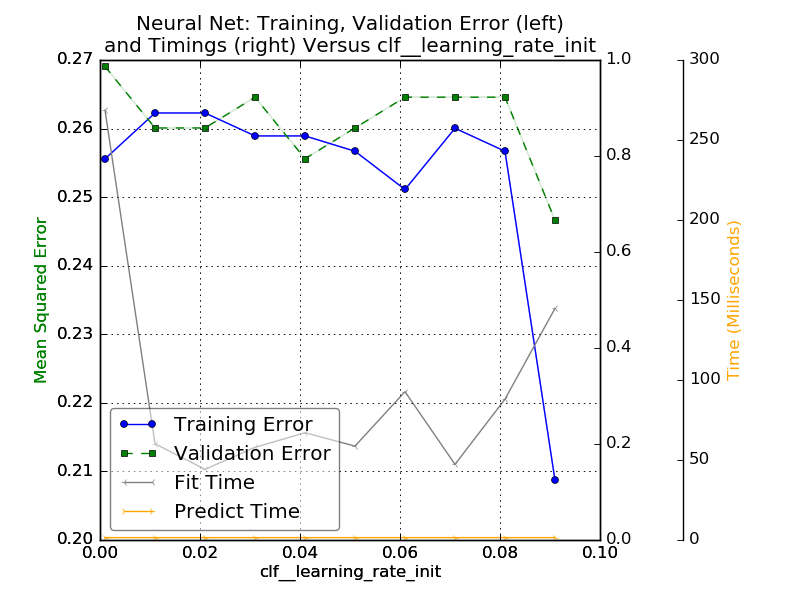 Neural Net: Training, Validation Error (left)
and Timings (right) Versus clf__learning_rate_init
0.27
0.26
0.25
0.24
0.23
0.22
0.21
0.20
Mean Squared Error
1.0
0.8
0.6
0.4
0.2
0.0
300
250
200
150
100
50
0
Time (Milliseconds)
Training Error
Validation Error
Fit Time
Predict Time
0.00 0.02 0.04 0.06 0.08 0.10
clf__learning_rate_init